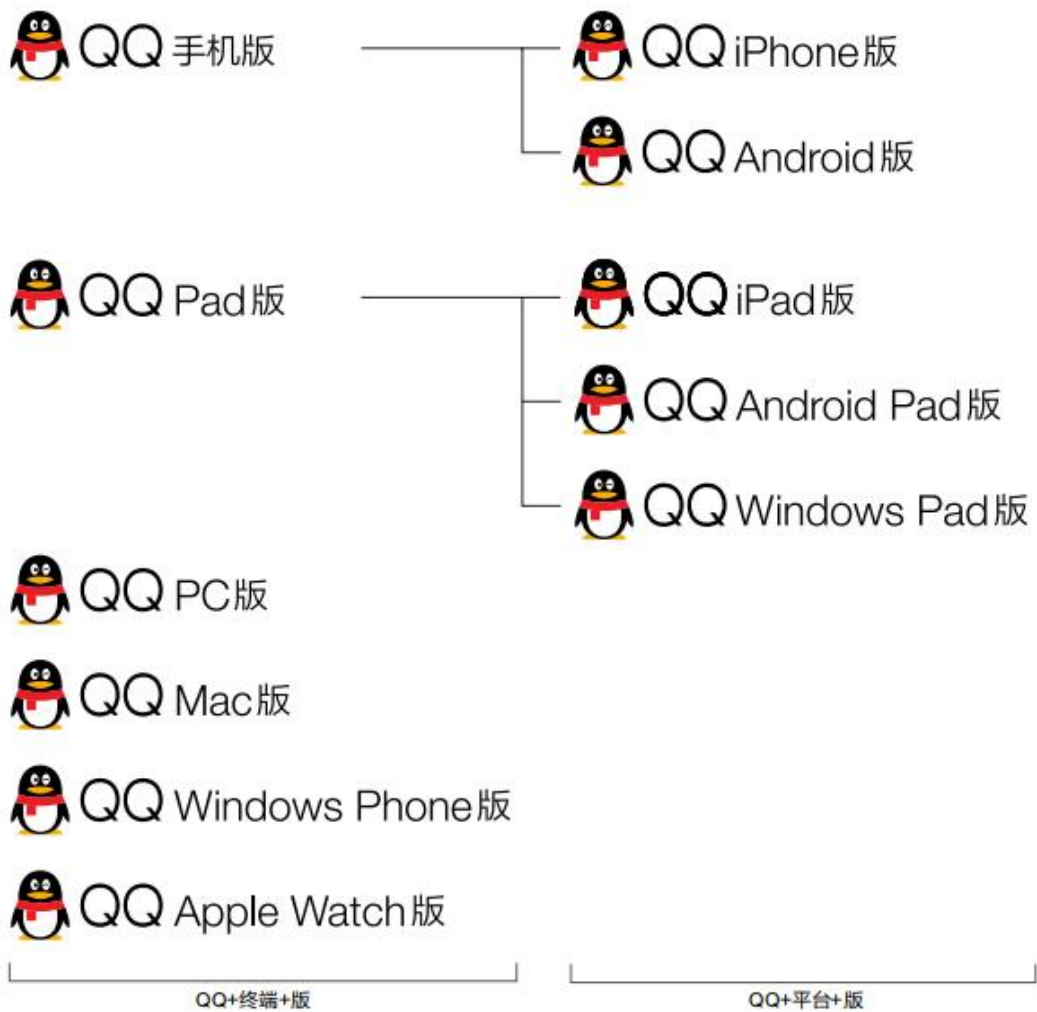 QQ 手机版
QQ iPhone版
QQ Android版
QQ Pad版
QQ iPad版
QQ Android Pad版
QQ Windows Pad版
QQ PC版
QQ Mac版
QQ Windows Phone版
QQ Apple Watch版
QQ+终端+版
QQ+平台+版